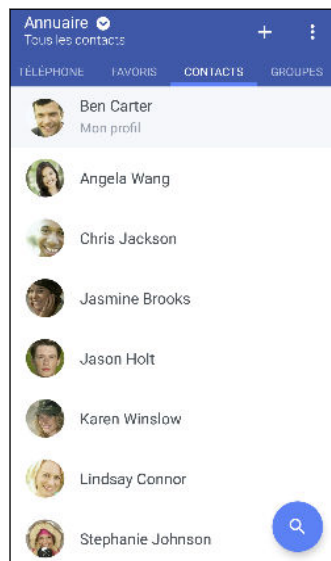 Annuaire
Tous les contacts
TÉLÉPHONE FAVORIS CONTACTS GROUPES
Ben Carter
Mon profil
Angela Wang
Chris Jackson
Jasmine Brooks
Jason Holt
Karen Winslow
Lindsay Connor
Stephanie Johnson